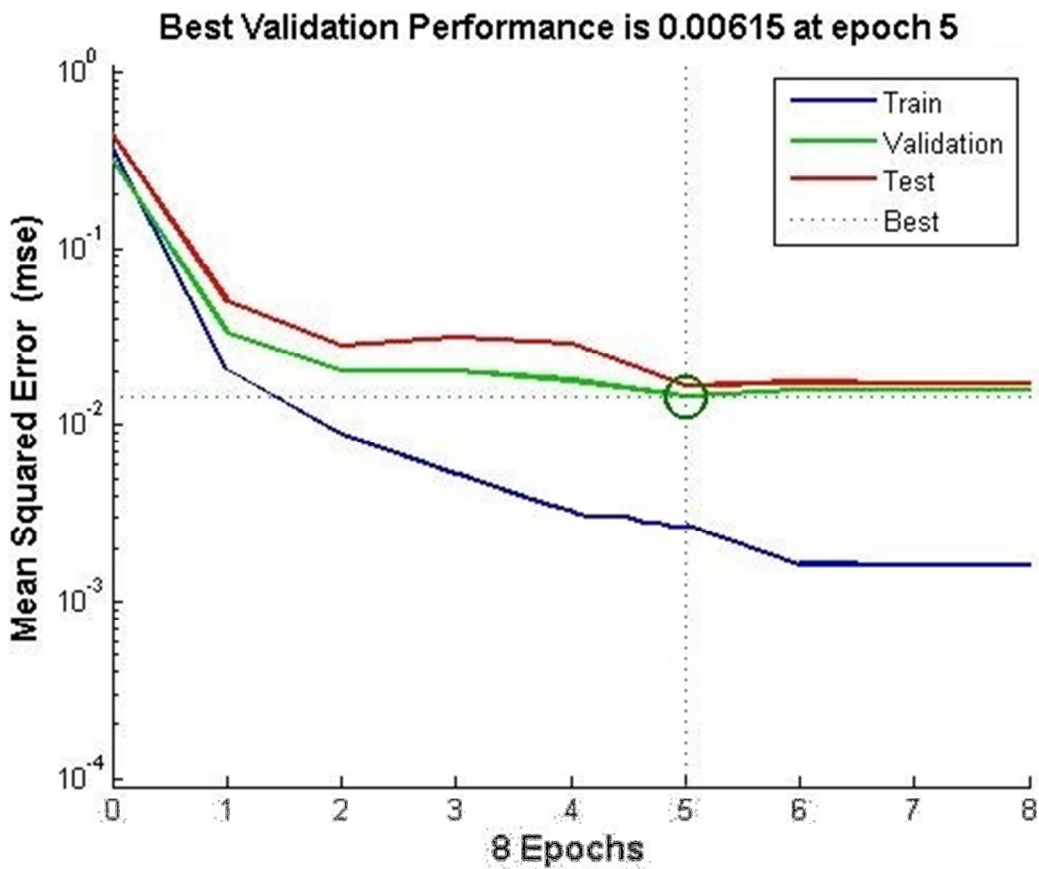 Best Validation Performance is 0.00615 at epoch 5
10^0
10^-1
10^-2
10^-3
10^-4
Mean Squared Error (mse)
Train
Validation
Test
Best
0 1 2 3 4 5 6 7 8
8 Epochs